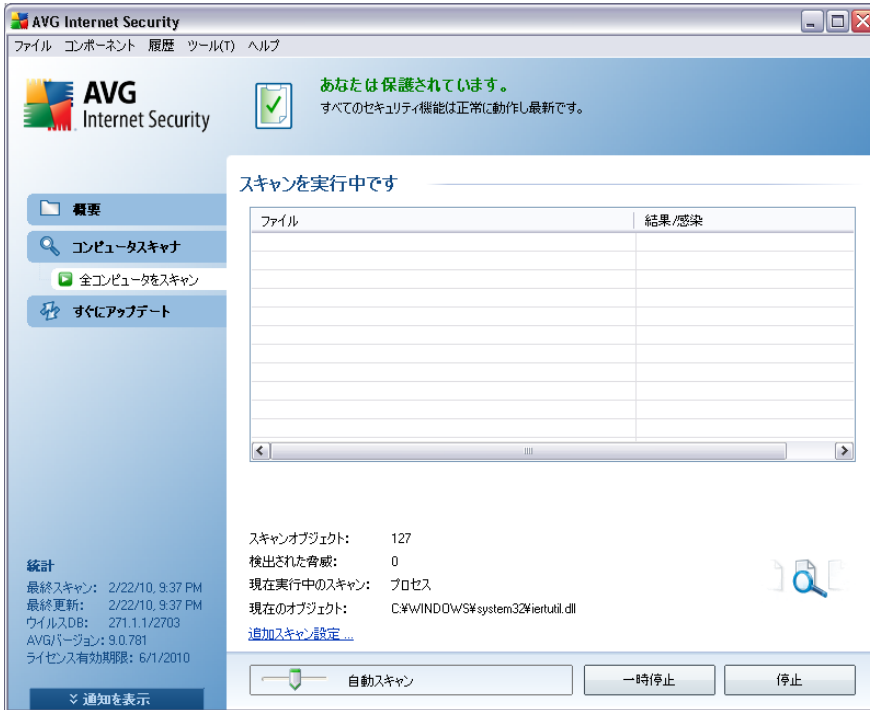 AVG Internet Security
ファイル コンポーネント 履歴 ツール(T) ヘルプ
AVG
Internet Security
あなたは保護されています。
すべてのセキュリティ機能は正常に動作し最新です。
概要
コンピュータスキャナ
全コンピュータをスキャン
すぐにアップデート
スキャンを実行中です
ファイル 結果/感染
スキャンオブジェクト: 127
検出された脅威: 0
現在実行中のスキャン: プロセス
現在のオブジェクト: C:¥WINDOWS¥system32¥iertutil.dll
追加スキャン設定 ...
統計
最終スキャン: 2/22/10, 9:37 PM
最終更新: 2/22/10, 9:37 PM
ウイルスDB: 271.1.1/2703
AVGバージョン: 9.0.781
ライセンス有効期限: 6/1/2010
通知を表示
自動スキャン
一時停止
停止